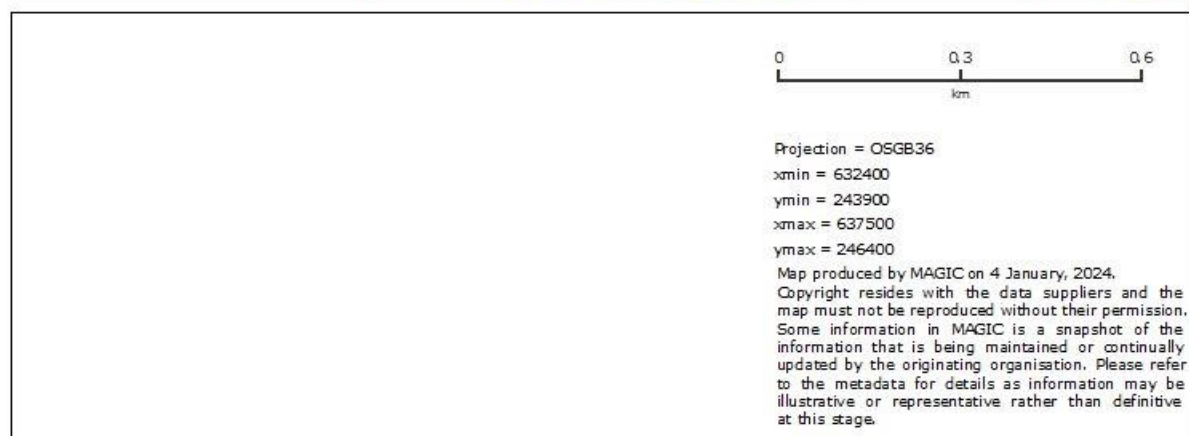 0 0.3 0.6
km
Projection = OSGB36
xmin = 632400
ymin = 243900
xmax = 637500
ymax = 246400
Map produced by MAGIC on 4 January, 2024.
Copyright resides with the data suppliers and the
map must not be reproduced without their permission.
Some information in MAGIC is a snapshot of the
information that is being maintained or continually
updated by the originating organisation. Please refer
to the metadata for details as information may be
illustrative or representative rather than definitive
at this stage.